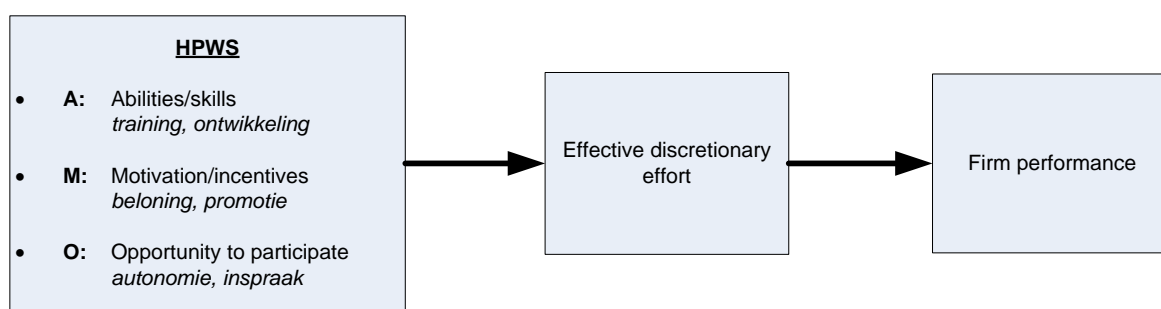 HPWS
• A: Abilities/skills
training, ontwikkeling
• M: Motivation/incentives
beloning, promotie
• O: Opportunity to participate
autonomie, inspraak
Effective discretionary
effort
Firm performance